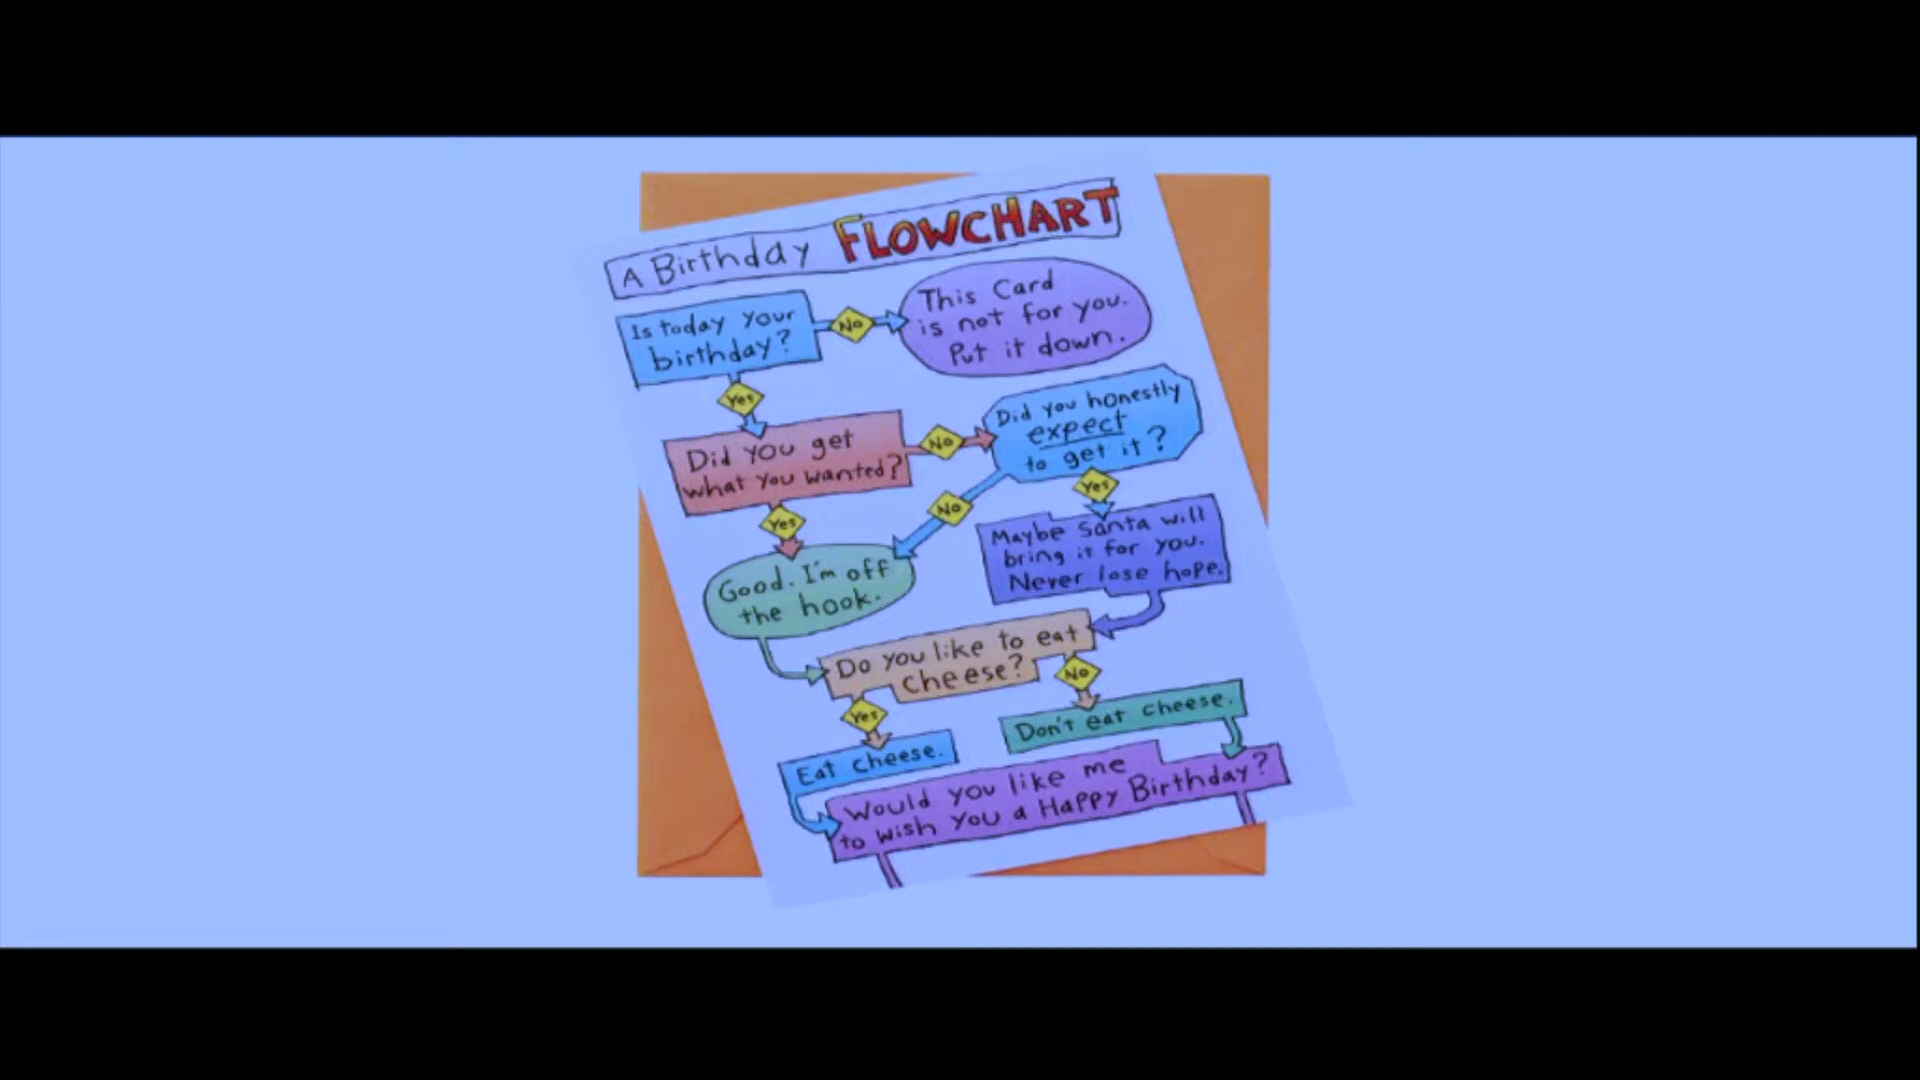 A Birthday FLOWCHART
Is today your
birthday?
No
This Card
is not for you.
Put it down.
Yes
Did you get
what you wanted?
No
Did you honestly
expect
to get it?
Yes
No
Yes
Maybe Santa will
bring it for you.
Never lose hope.
Good. I'm off
the hook.
Do you like to eat
cheese?
No
Yes
Don't eat cheese.
Eat cheese.
Would you like me
to wish you a Happy Birthday?